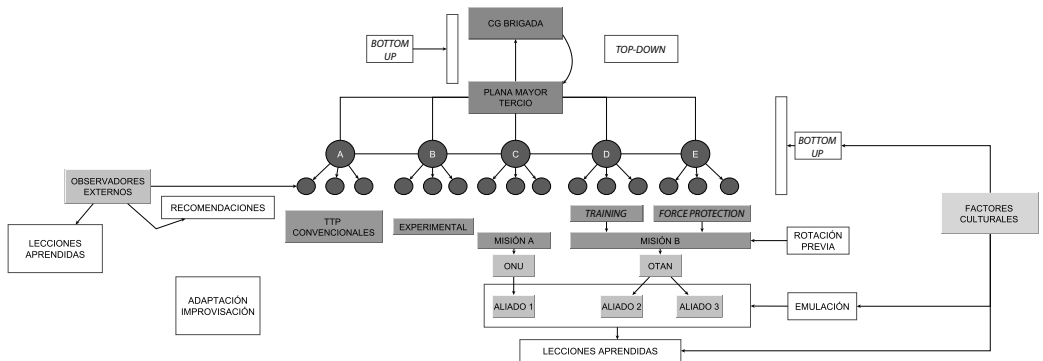 CG BRIGADA
BOTTOM
UP
TOP-DOWN
PLANA MAYOR
TERCIO
A
B
C
D
E
BOTTOM
UP
OBSERVADORES
EXTERNOS
RECOMENDACIONES
LECCIONES
APRENDIDAS
TTP
CONVENCIONALES
EXPERIMENTAL
TRAINING
FORCE PROTECTION
MISIÓN A
MISIÓN B
ROTACIÓN
PREVIA
FACTORES
CULTURALES
ONU
OTAN
ADAPTACIÓN
IMPROVISACIÓN
ALIADO 1
ALIADO 2
ALIADO 3
EMULACIÓN
LECCIONES APRENDIDAS